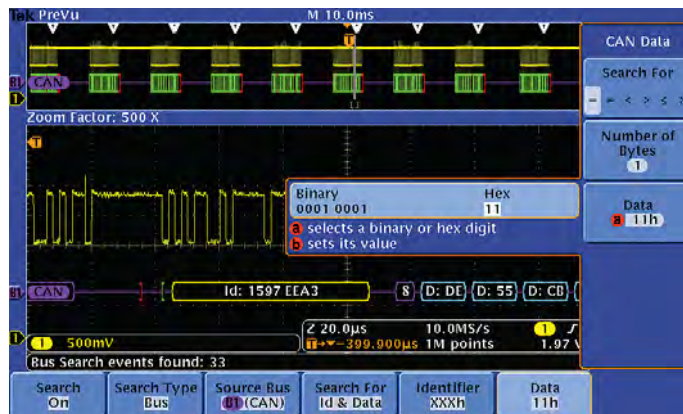 Tek PreVu
M 10.0ms
CAN Data
T
B1 CAN
1
Search For
= ≠ < > ≤ ≥
Zoom Factor: 500 X
T
Number of
Bytes
1
Binary
Hex
0001 0001
11
Data
a 11h
a selects a binary or hex digit
b sets its value
B1 CAN
Id: 1597 EEA3
8
D: DE
D: 55
D: CB
1 500mV
Z 20.0µs
10.0MS/s
1
T→▼-399.900µs
1M points
1.97 V
Bus Search events found: 33
Search
On
Search Type
Bus
Source Bus
B1 (CAN)
Search For
Id & Data
Identifier
XXXh
Data
11h